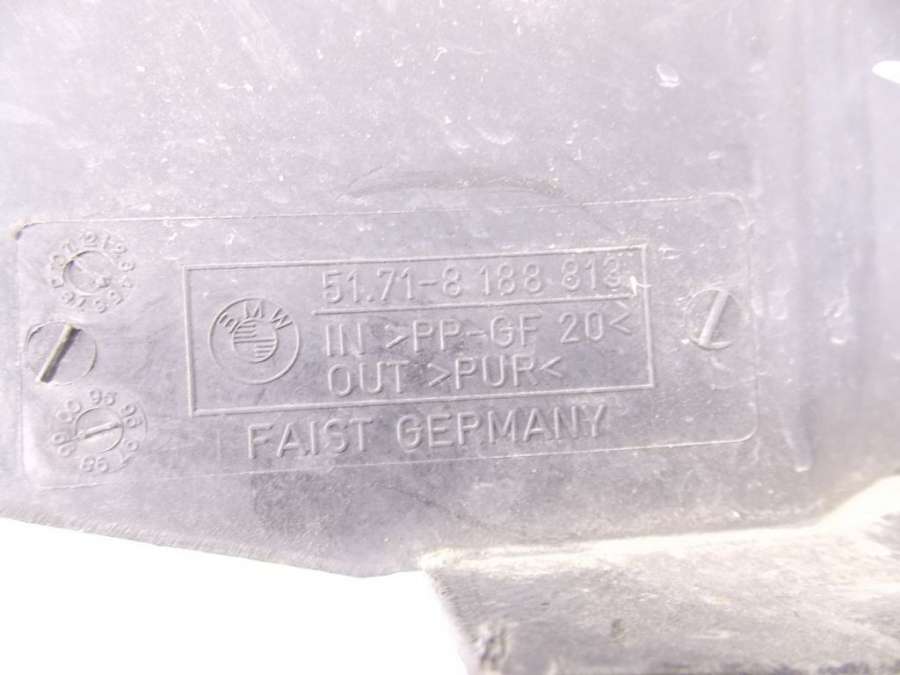 51.71-8 188 813
BMW
IN >PP-GF 20<
OUT >PUR<
FAIST GERMANY